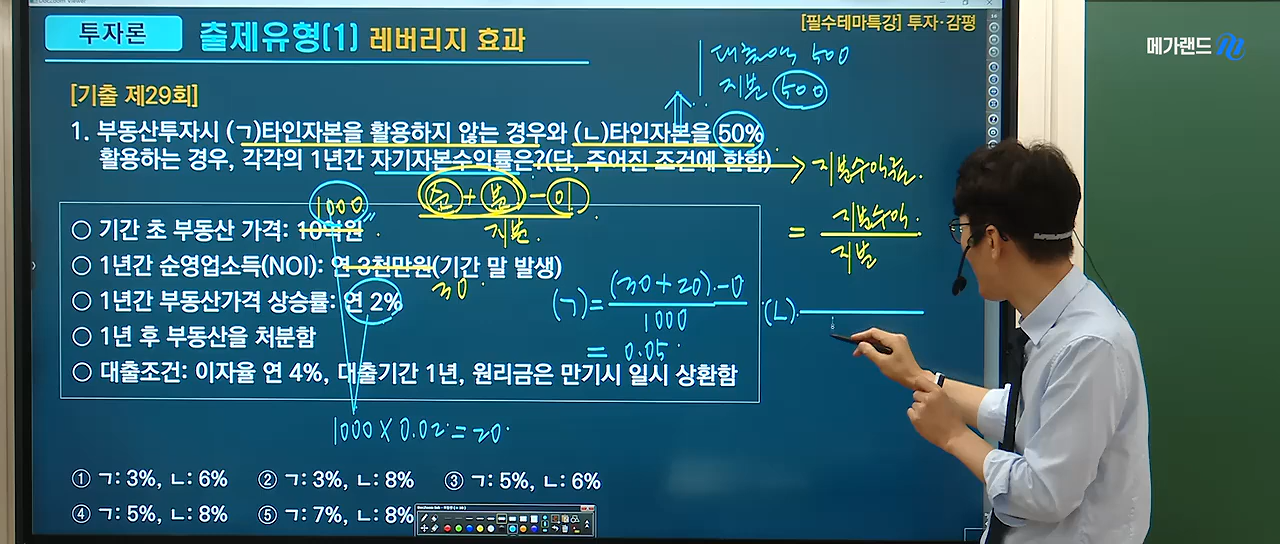 투자론 출제유형(1) 레버리지 효과
[필수테마특강] 투자·감평
메가랜드
대출액 500
지분 500
[기출 제29회]
1. 부동산투자시 (ㄱ)타인자본을 활용하지 않는 경우와 (ㄴ)타인자본을 50%
활용하는 경우, 각각의 1년간 자기자본수익률은?(단, 주어진 조건에 한함)
지분수익률
= 지분수익
지분
순 + 봄 - 이
지분
1000
○ 기간 초 부동산 가격: 10억원
○ 1년간 순영업소득(NOI): 연 3천만원(기간 말 발생)
30
○ 1년간 부동산가격 상승률: 연 2%
○ 1년 후 부동산을 처분함
○ 대출조건: 이자율 연 4%, 대출기간 1년, 원리금은 만기시 일시 상환함
(ㄱ) = (30 + 20) - 0
1000
= 0.05
(ㄴ)
1000 × 0.02 = 20
① ㄱ: 3%, ㄴ: 6% ② ㄱ: 3%, ㄴ: 8% ③ ㄱ: 5%, ㄴ: 6%
④ ㄱ: 5%, ㄴ: 8% ⑤ ㄱ: 7%, ㄴ: 8%